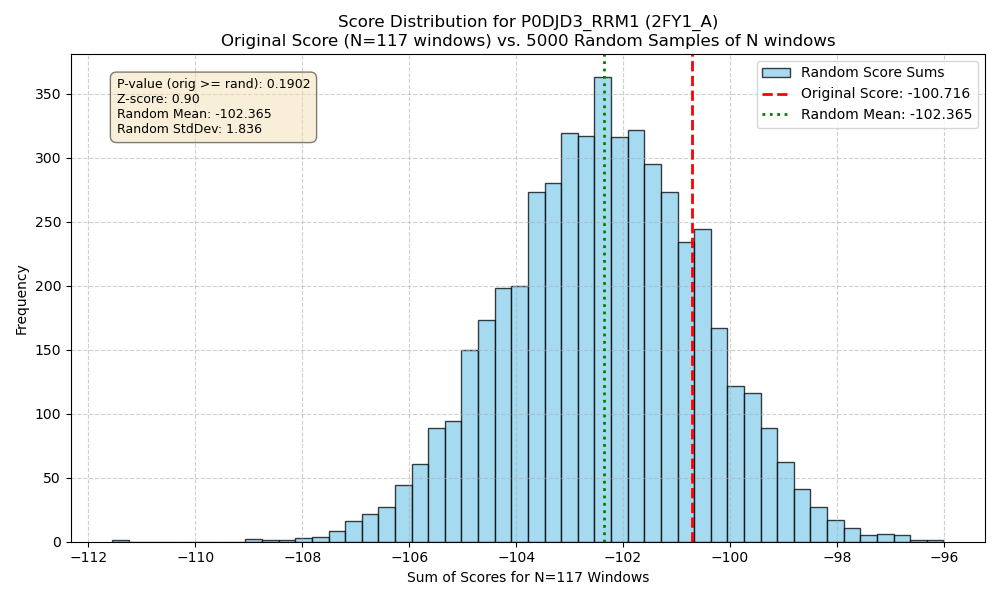 Score Distribution for P0DJD3_RRM1 (2FY1_A)
Original Score (N=117 windows) vs. 5000 Random Samples of N windows
P-value (orig >= rand): 0.1902
Z-score: 0.90
Random Mean: -102.365
Random StdDev: 1.836
Random Score Sums
Original Score: -100.716
Random Mean: -102.365
Frequency
350
300
250
200
150
100
50
0
−112
−110
−108
−106
−104
−102
−100
−98
−96
Sum of Scores for N=117 Windows